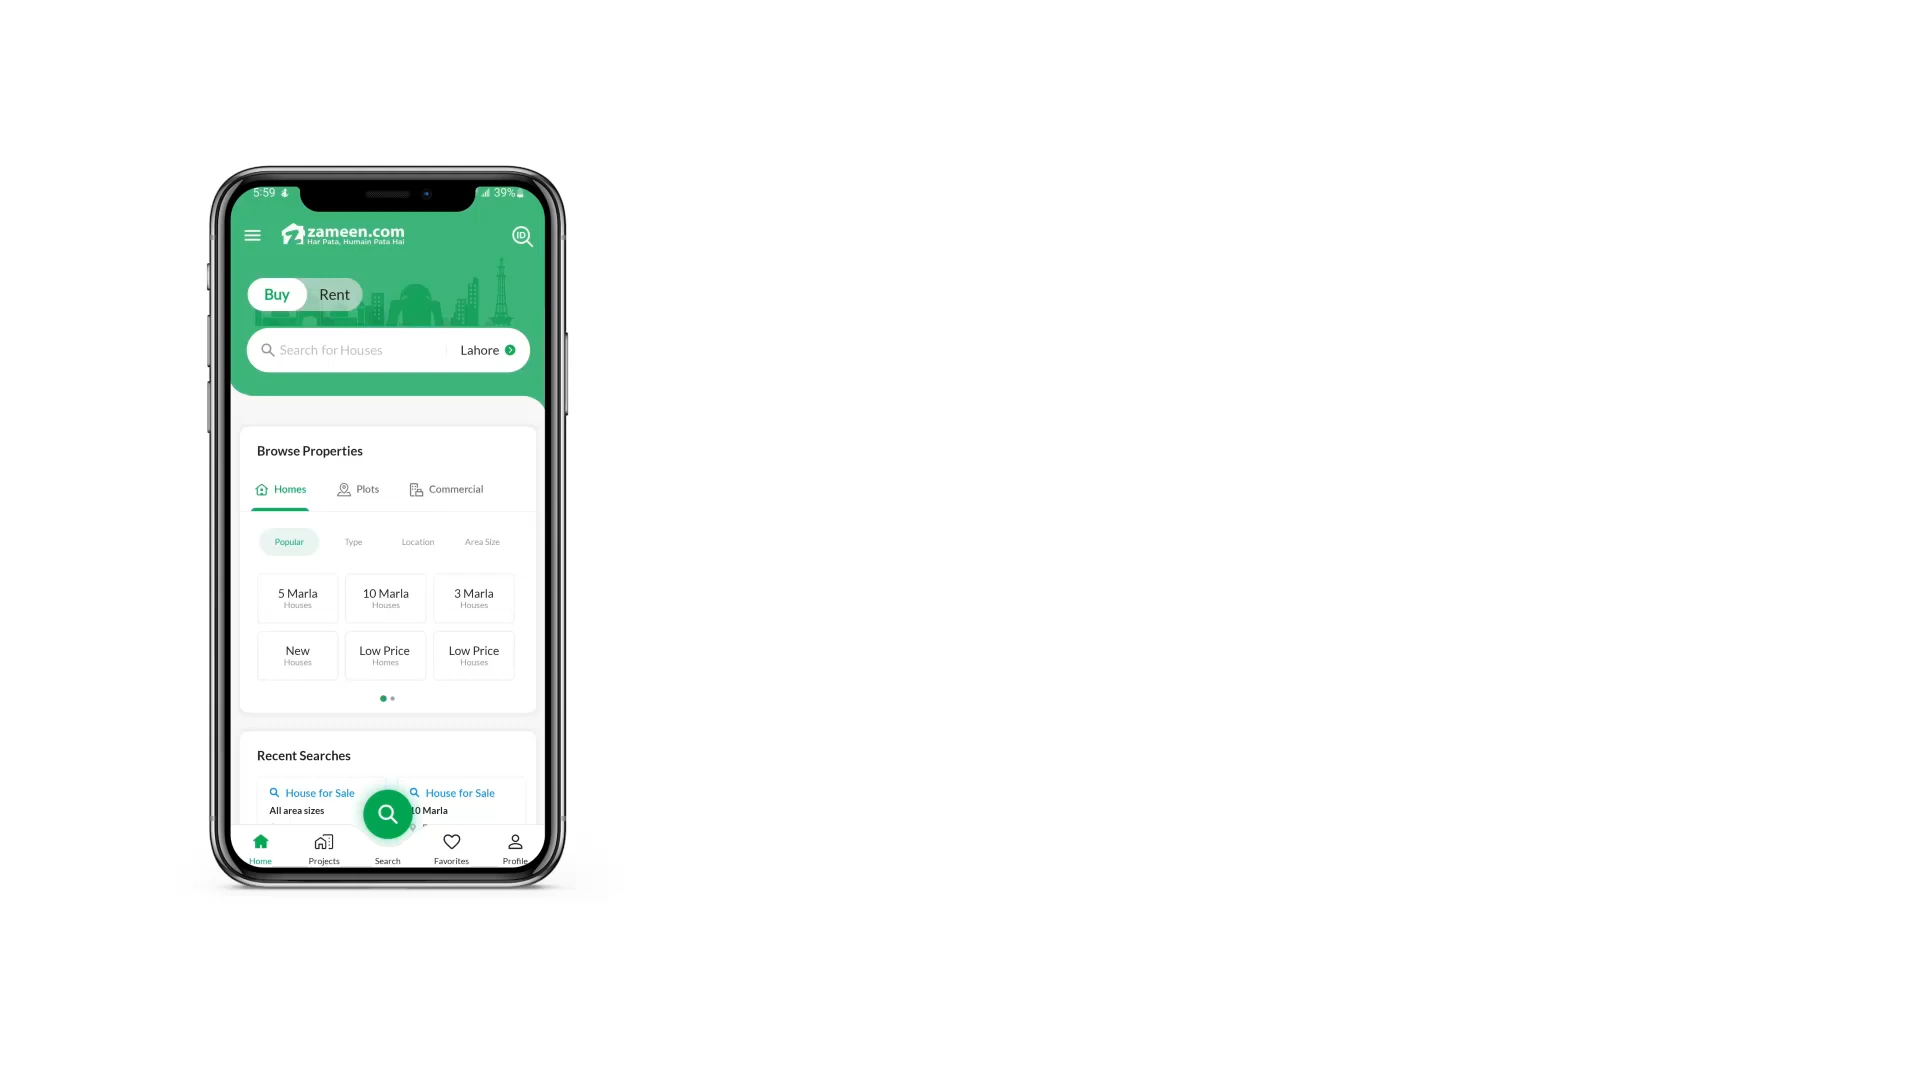 5:59
39%
zameen.com
Har Pata, Humain Pata Hai
ID
Buy Rent
Search for Houses Lahore
Browse Properties
Homes Plots Commercial
Popular Type Location Area Size
5 Marla 10 Marla 3 Marla
Houses Houses Houses
New Low Price Low Price
Houses Homes Houses
Recent Searches
House for Sale House for Sale
All area sizes 10 Marla
Home Projects Search Favorites Profile